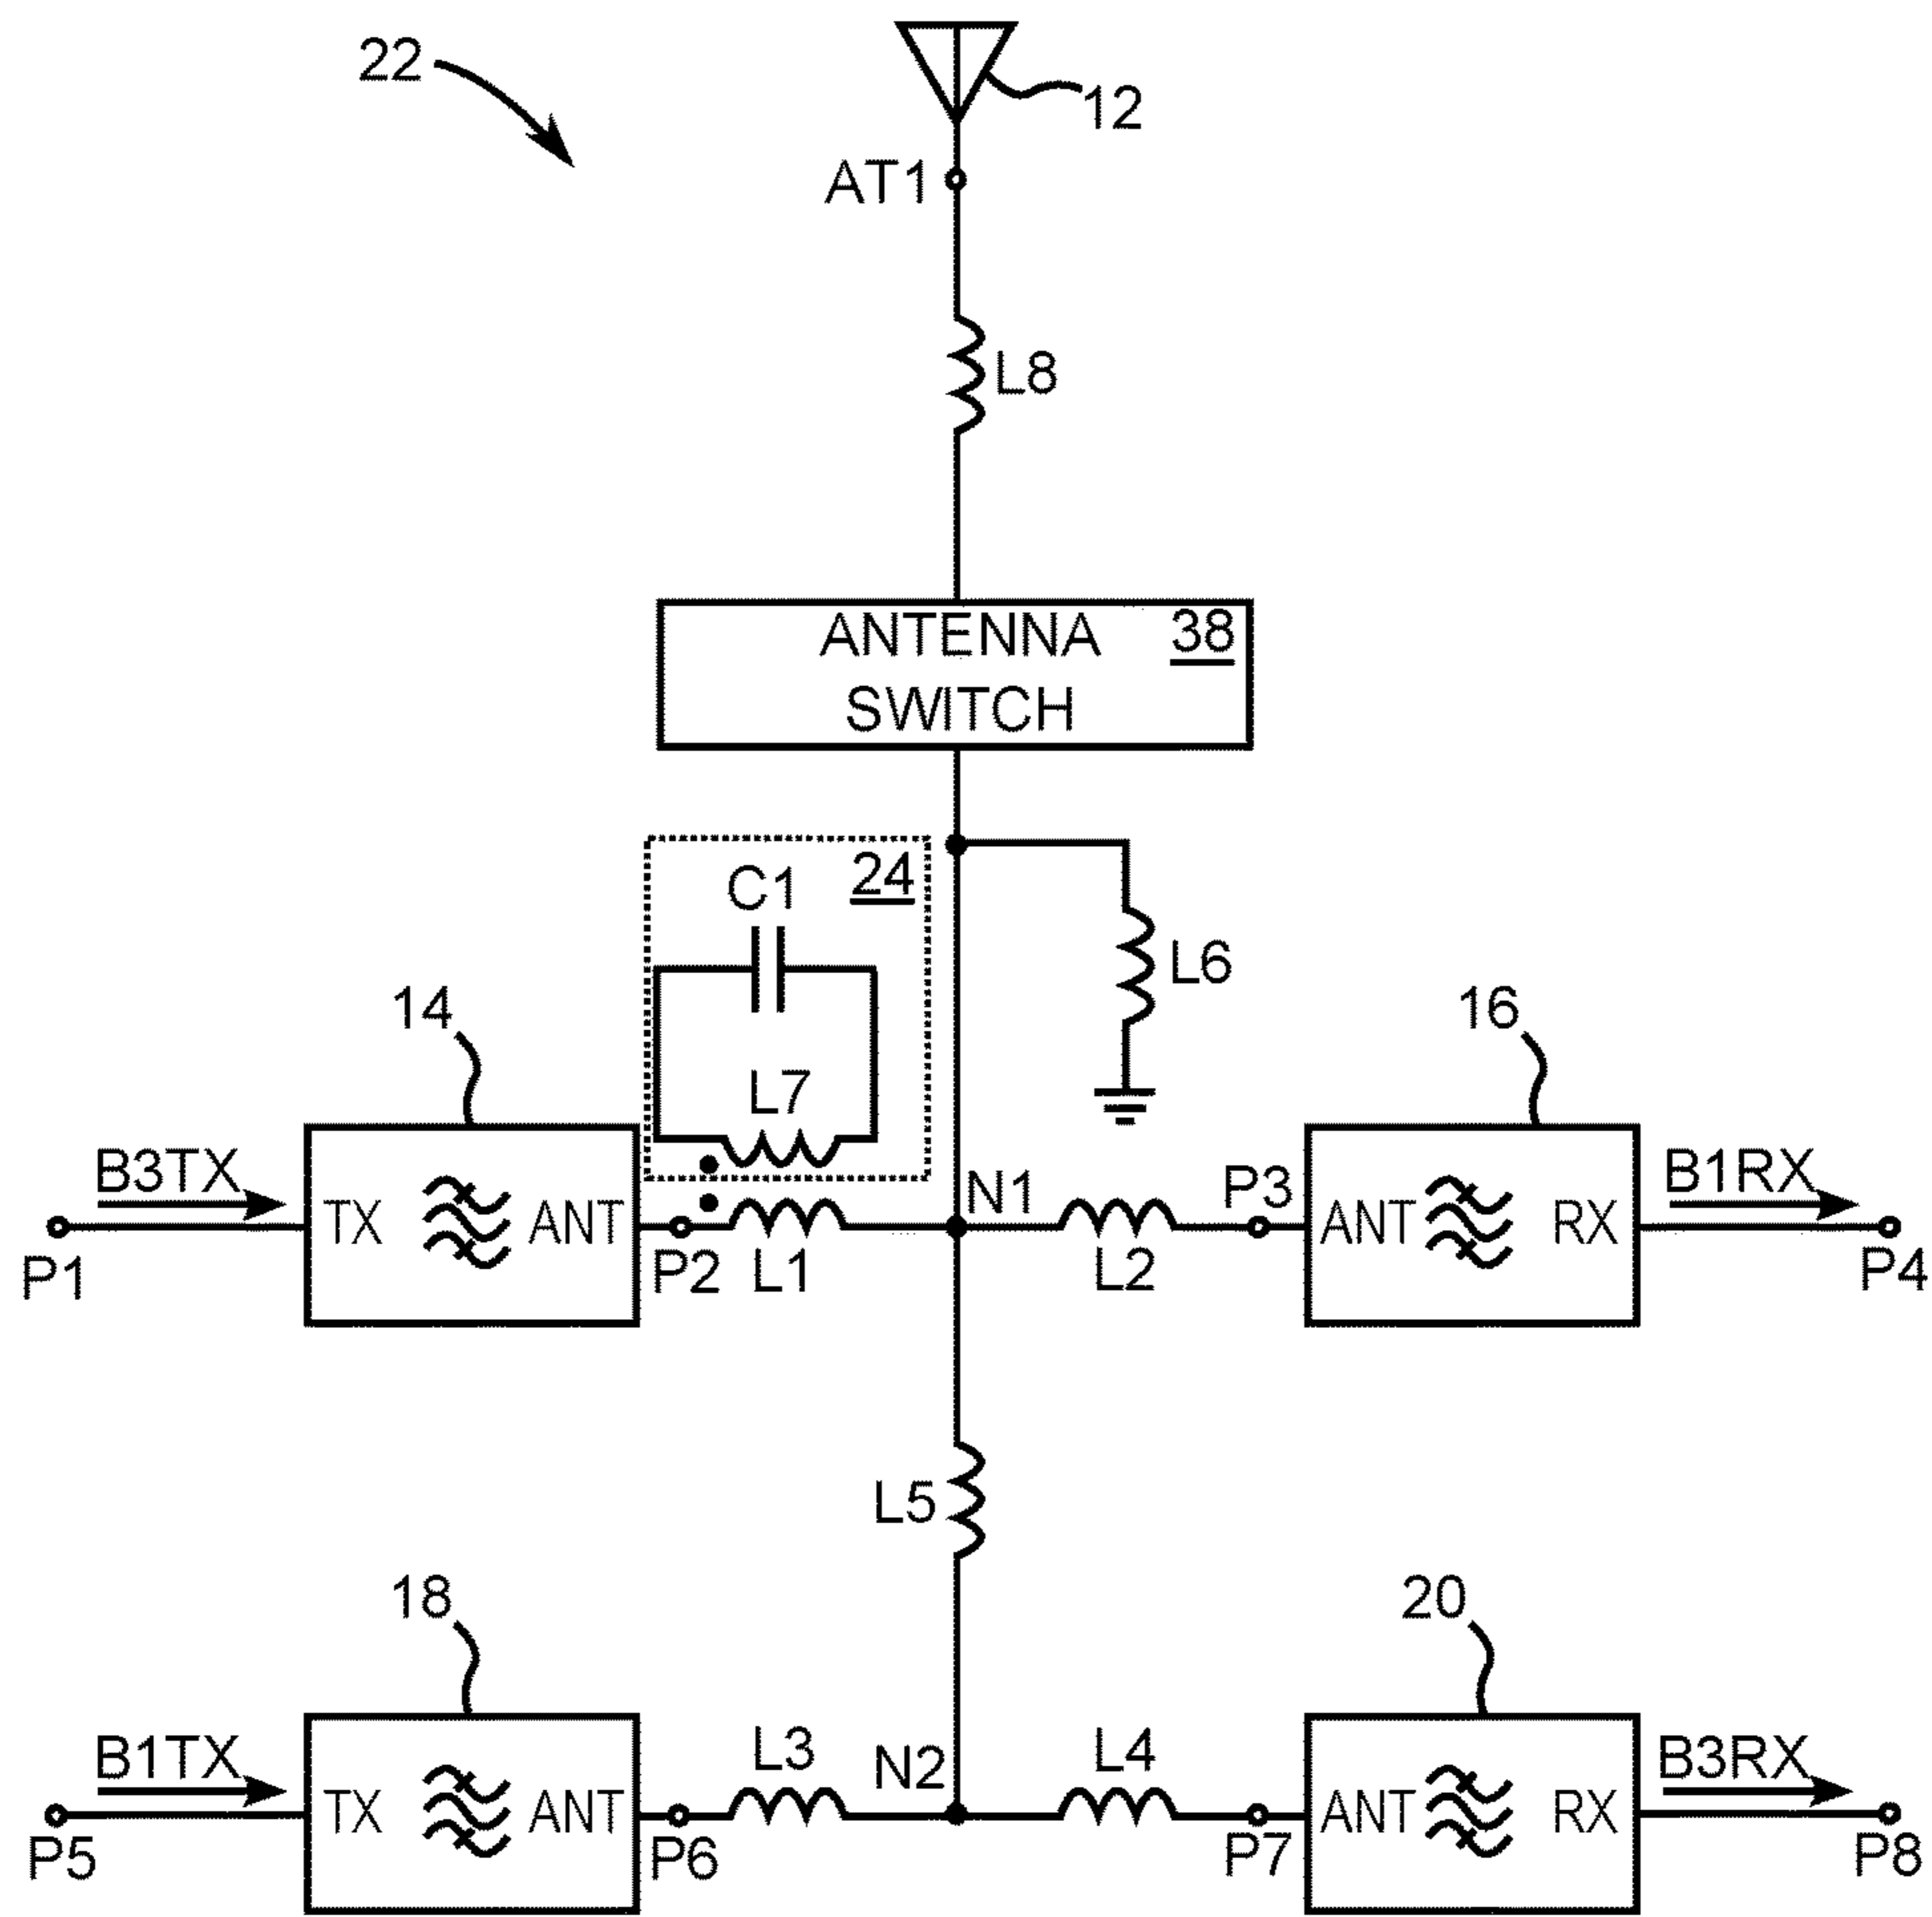 22
12
AT1
L8
ANTENNA 38
SWITCH
24
C1
L6
14
16
L7
B3TX
TX
ANT
N1
P3
ANT
RX
B1RX
P1
P2
L1
L2
P4
L5
18
20
B1TX
TX
ANT
L3
N2
L4
ANT
RX
B3RX
P5
P6
P7
P8